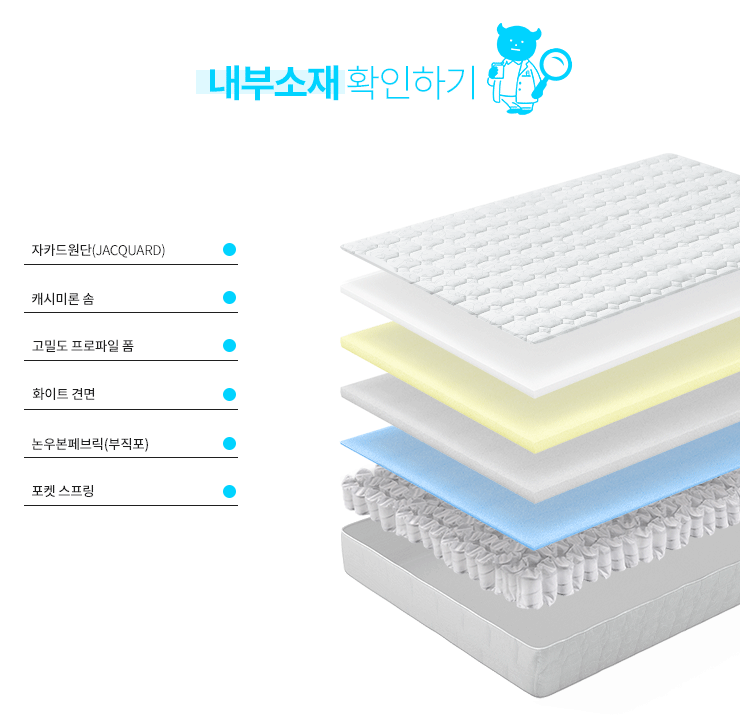 내부소재 확인하기
자카드원단(JACQUARD)
캐시미론 솜
고밀도 프로파일 폼
화이트 견면
논우본페브릭(부직포)
포켓 스프링